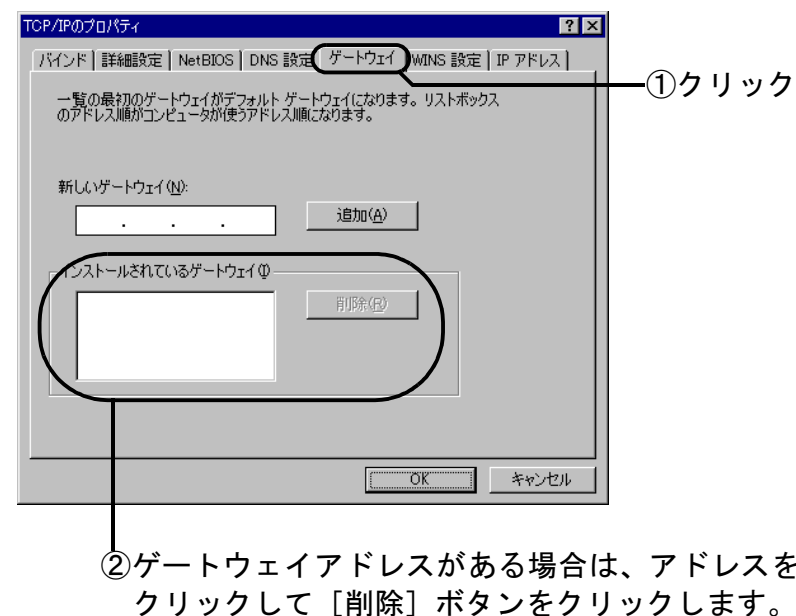 TCP/IPのプロパティ
バインド 詳細設定 NetBIOS DNS 設定 ゲートウェイ WINS 設定 IP アドレス
①クリック
一覧の最初のゲートウェイがデフォルト ゲートウェイになります。リストボックス
のアドレス順がコンピュータが使うアドレス順になります。
新しいゲートウェイ(N):
. . .
追加(A)
インストールされているゲートウェイ(I)
削除(R)
OK キャンセル
②ゲートウェイアドレスがある場合は、アドレスを
クリックして［削除］ボタンをクリックします。